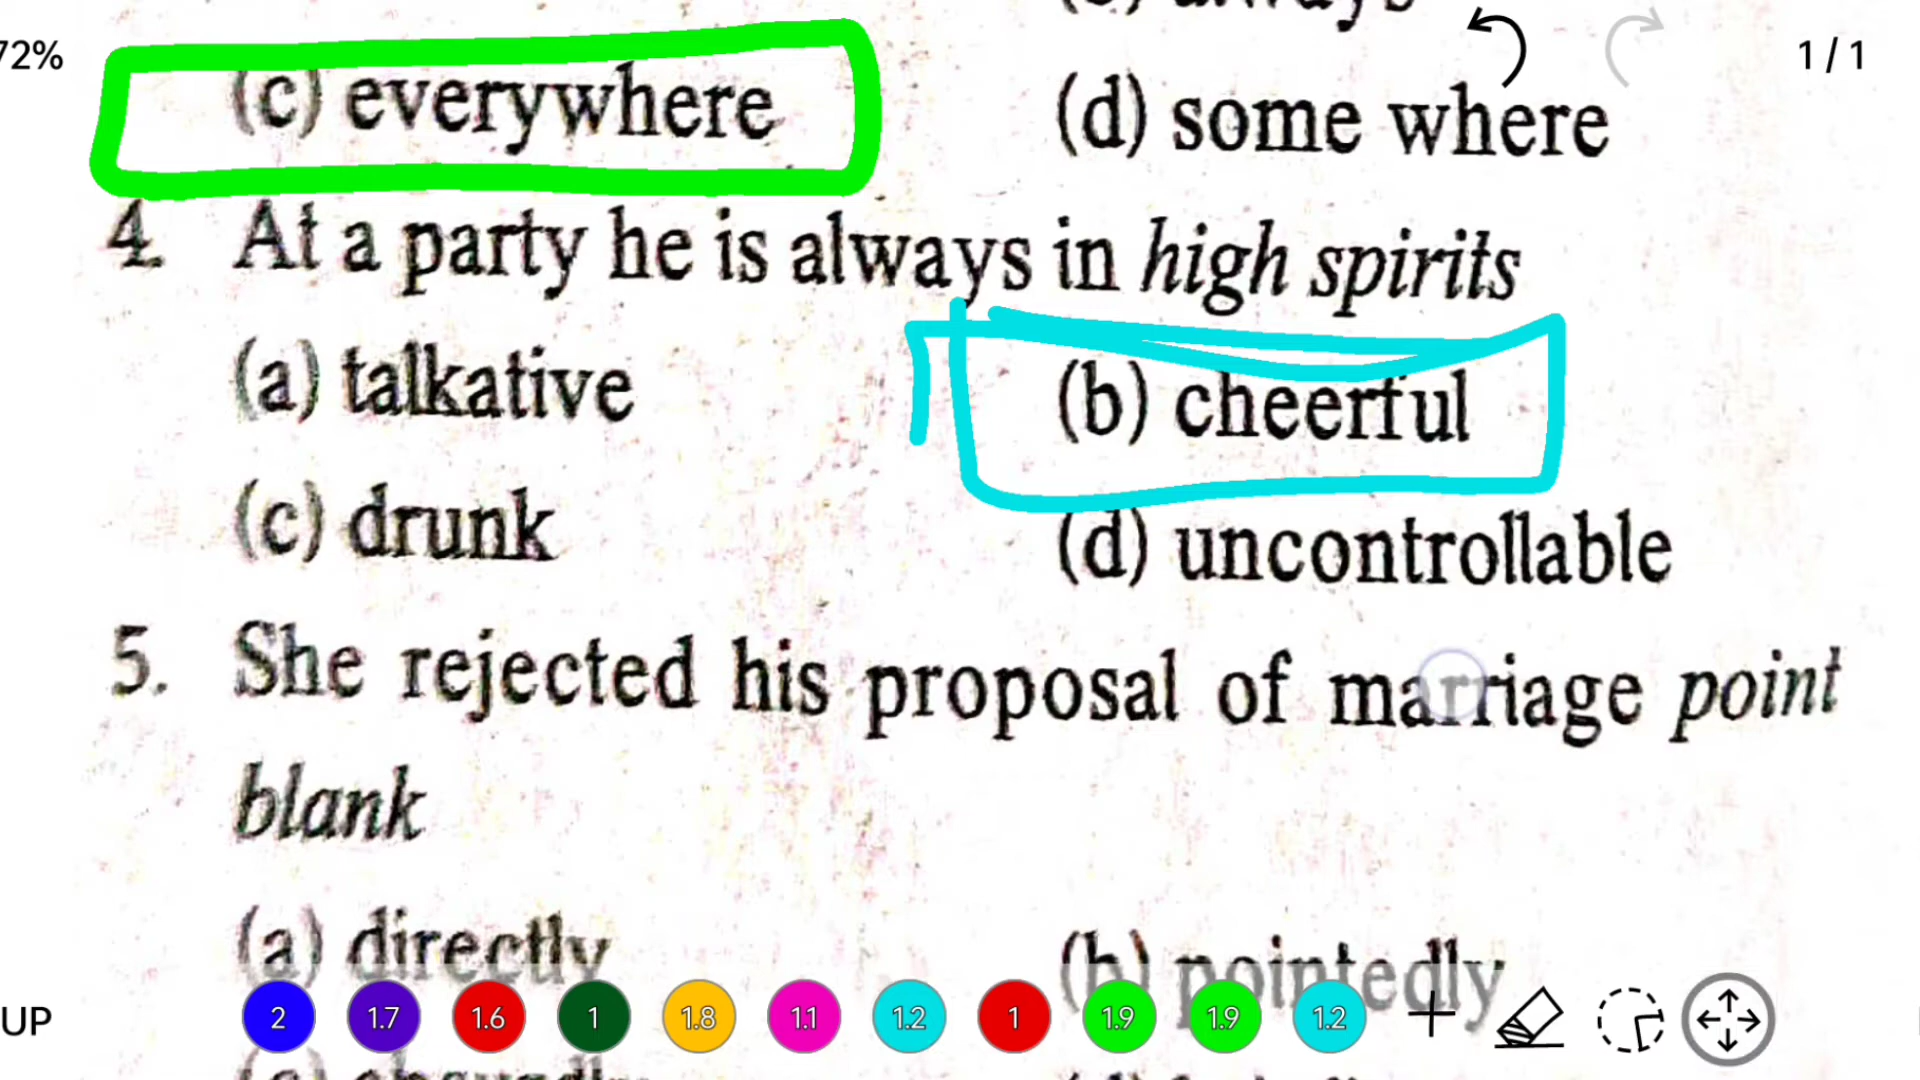 72%
1 / 1
(c) everywhere (d) some where
4. At a party he is always in high spirits
(a) talkative (b) cheerful
(c) drunk (d) uncontrollable
5. She rejected his proposal of marriage point
blank
(a) directly (b) pointedly
UP 2 1.7 1.6 1 1.8 1.1 1.2 1 1.9 1.9 1.2